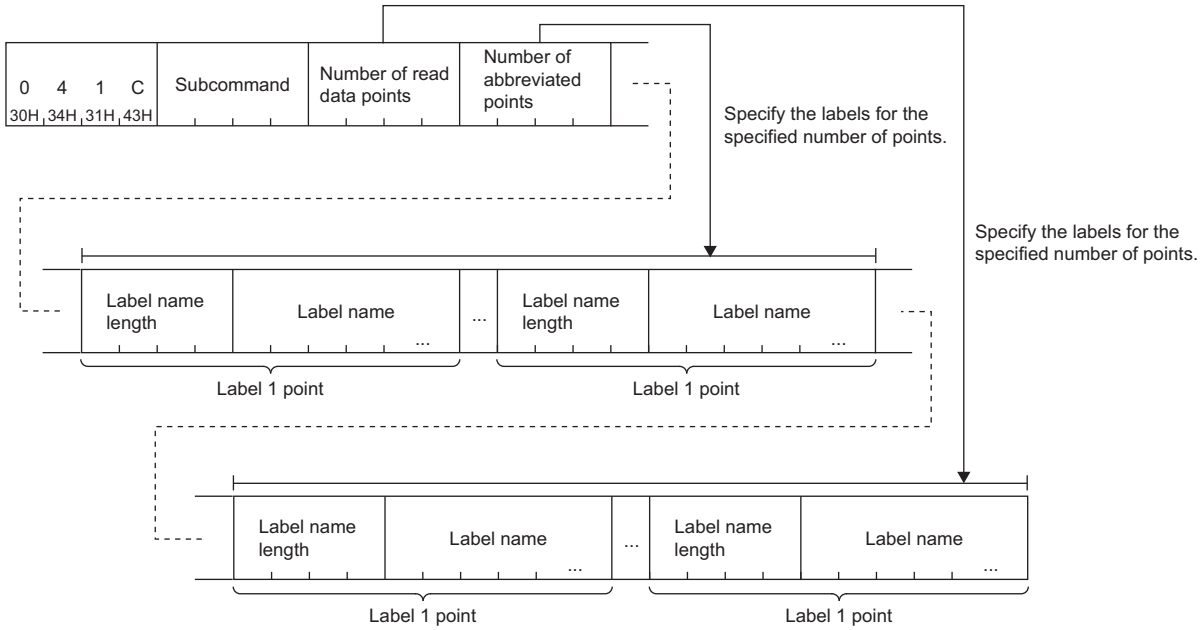 0 4 1 C
30H 34H 31H 43H
Subcommand
Number of read
data points
Number of
abbreviated
points
Specify the labels for the
specified number of points.
Specify the labels for the
specified number of points.
Label name
length
Label name
...
...
Label name
length
Label name
...
Label 1 point
Label 1 point
Label name
length
Label name
...
...
Label name
length
Label name
...
Label 1 point
Label 1 point